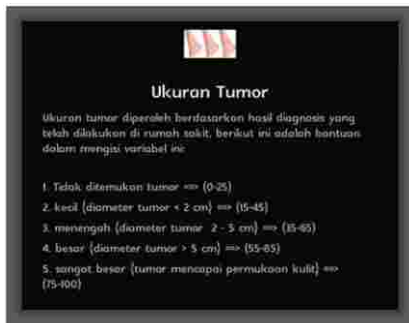 Ukuran Tumor
Ukuran tumor diperoleh berdasarkan hasil diagnosis yang
telah dilakukan di rumah sakit, berikut ini adalah bantuan
dalam mengisi variabel ini:
1. Tidak ditemukan tumor ==> (0-25)
2. kecil (diameter tumor < 2 cm) ==> (15-45)
3. menengah (diameter tumor 2 - 5 cm) ==> (35-65)
4. besar (diameter tumor > 5 cm) ==> (55-85)
5. sangat besar (tumor mencapai permukaan kulit) ==>
(75-100)